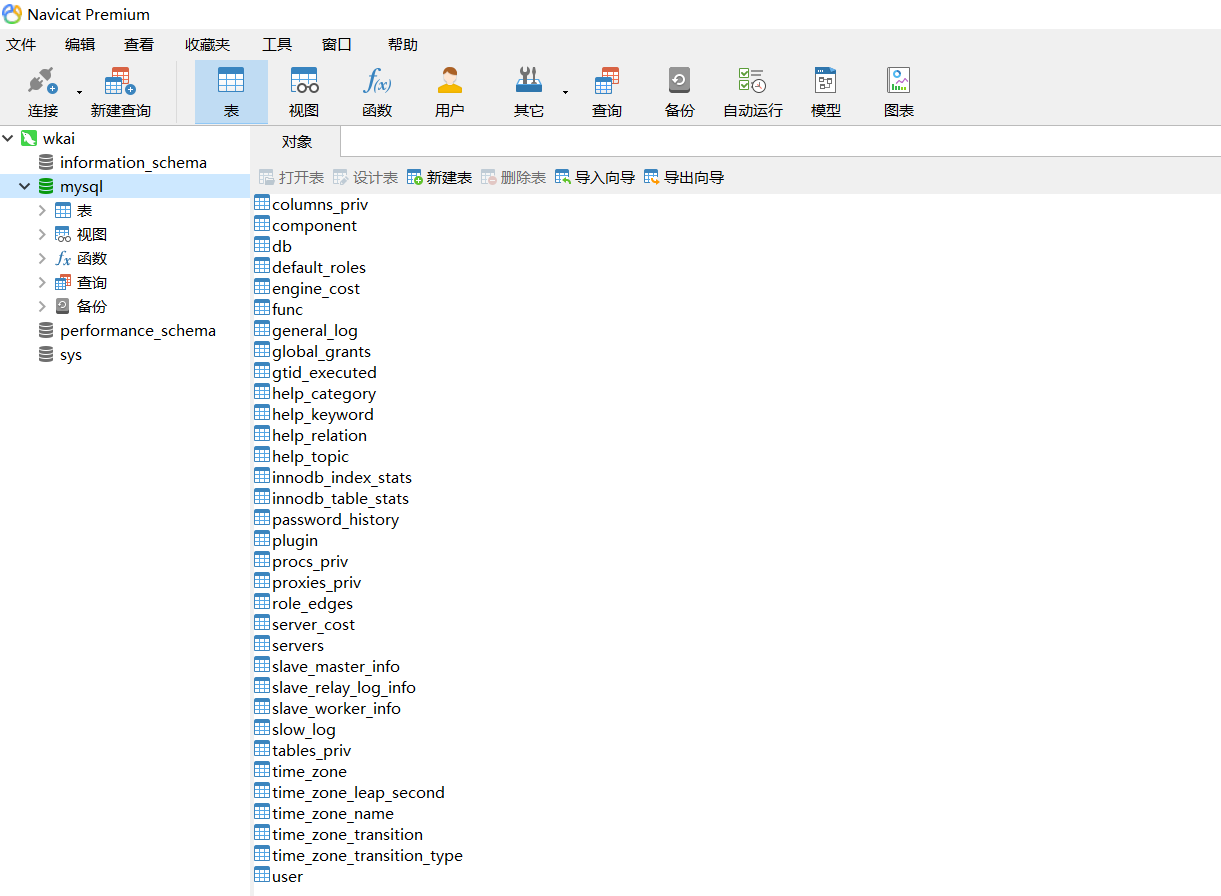 Navicat Premium
文件 编辑 查看 收藏夹 工具 窗口 帮助
连接 新建查询 表 视图 函数 用户 其它 查询 备份 自动运行 模型 图表
wkai
information_schema
mysql
表
视图
函数
查询
备份
performance_schema
sys
对象
打开表 设计表 新建表 删除表 导入向导 导出向导
columns_priv
component
db
default_roles
engine_cost
func
general_log
global_grants
gtid_executed
help_category
help_keyword
help_relation
help_topic
innodb_index_stats
innodb_table_stats
password_history
plugin
procs_priv
proxies_priv
role_edges
server_cost
servers
slave_master_info
slave_relay_log_info
slave_worker_info
slow_log
tables_priv
time_zone
time_zone_leap_second
time_zone_name
time_zone_transition
time_zone_transition_type
user